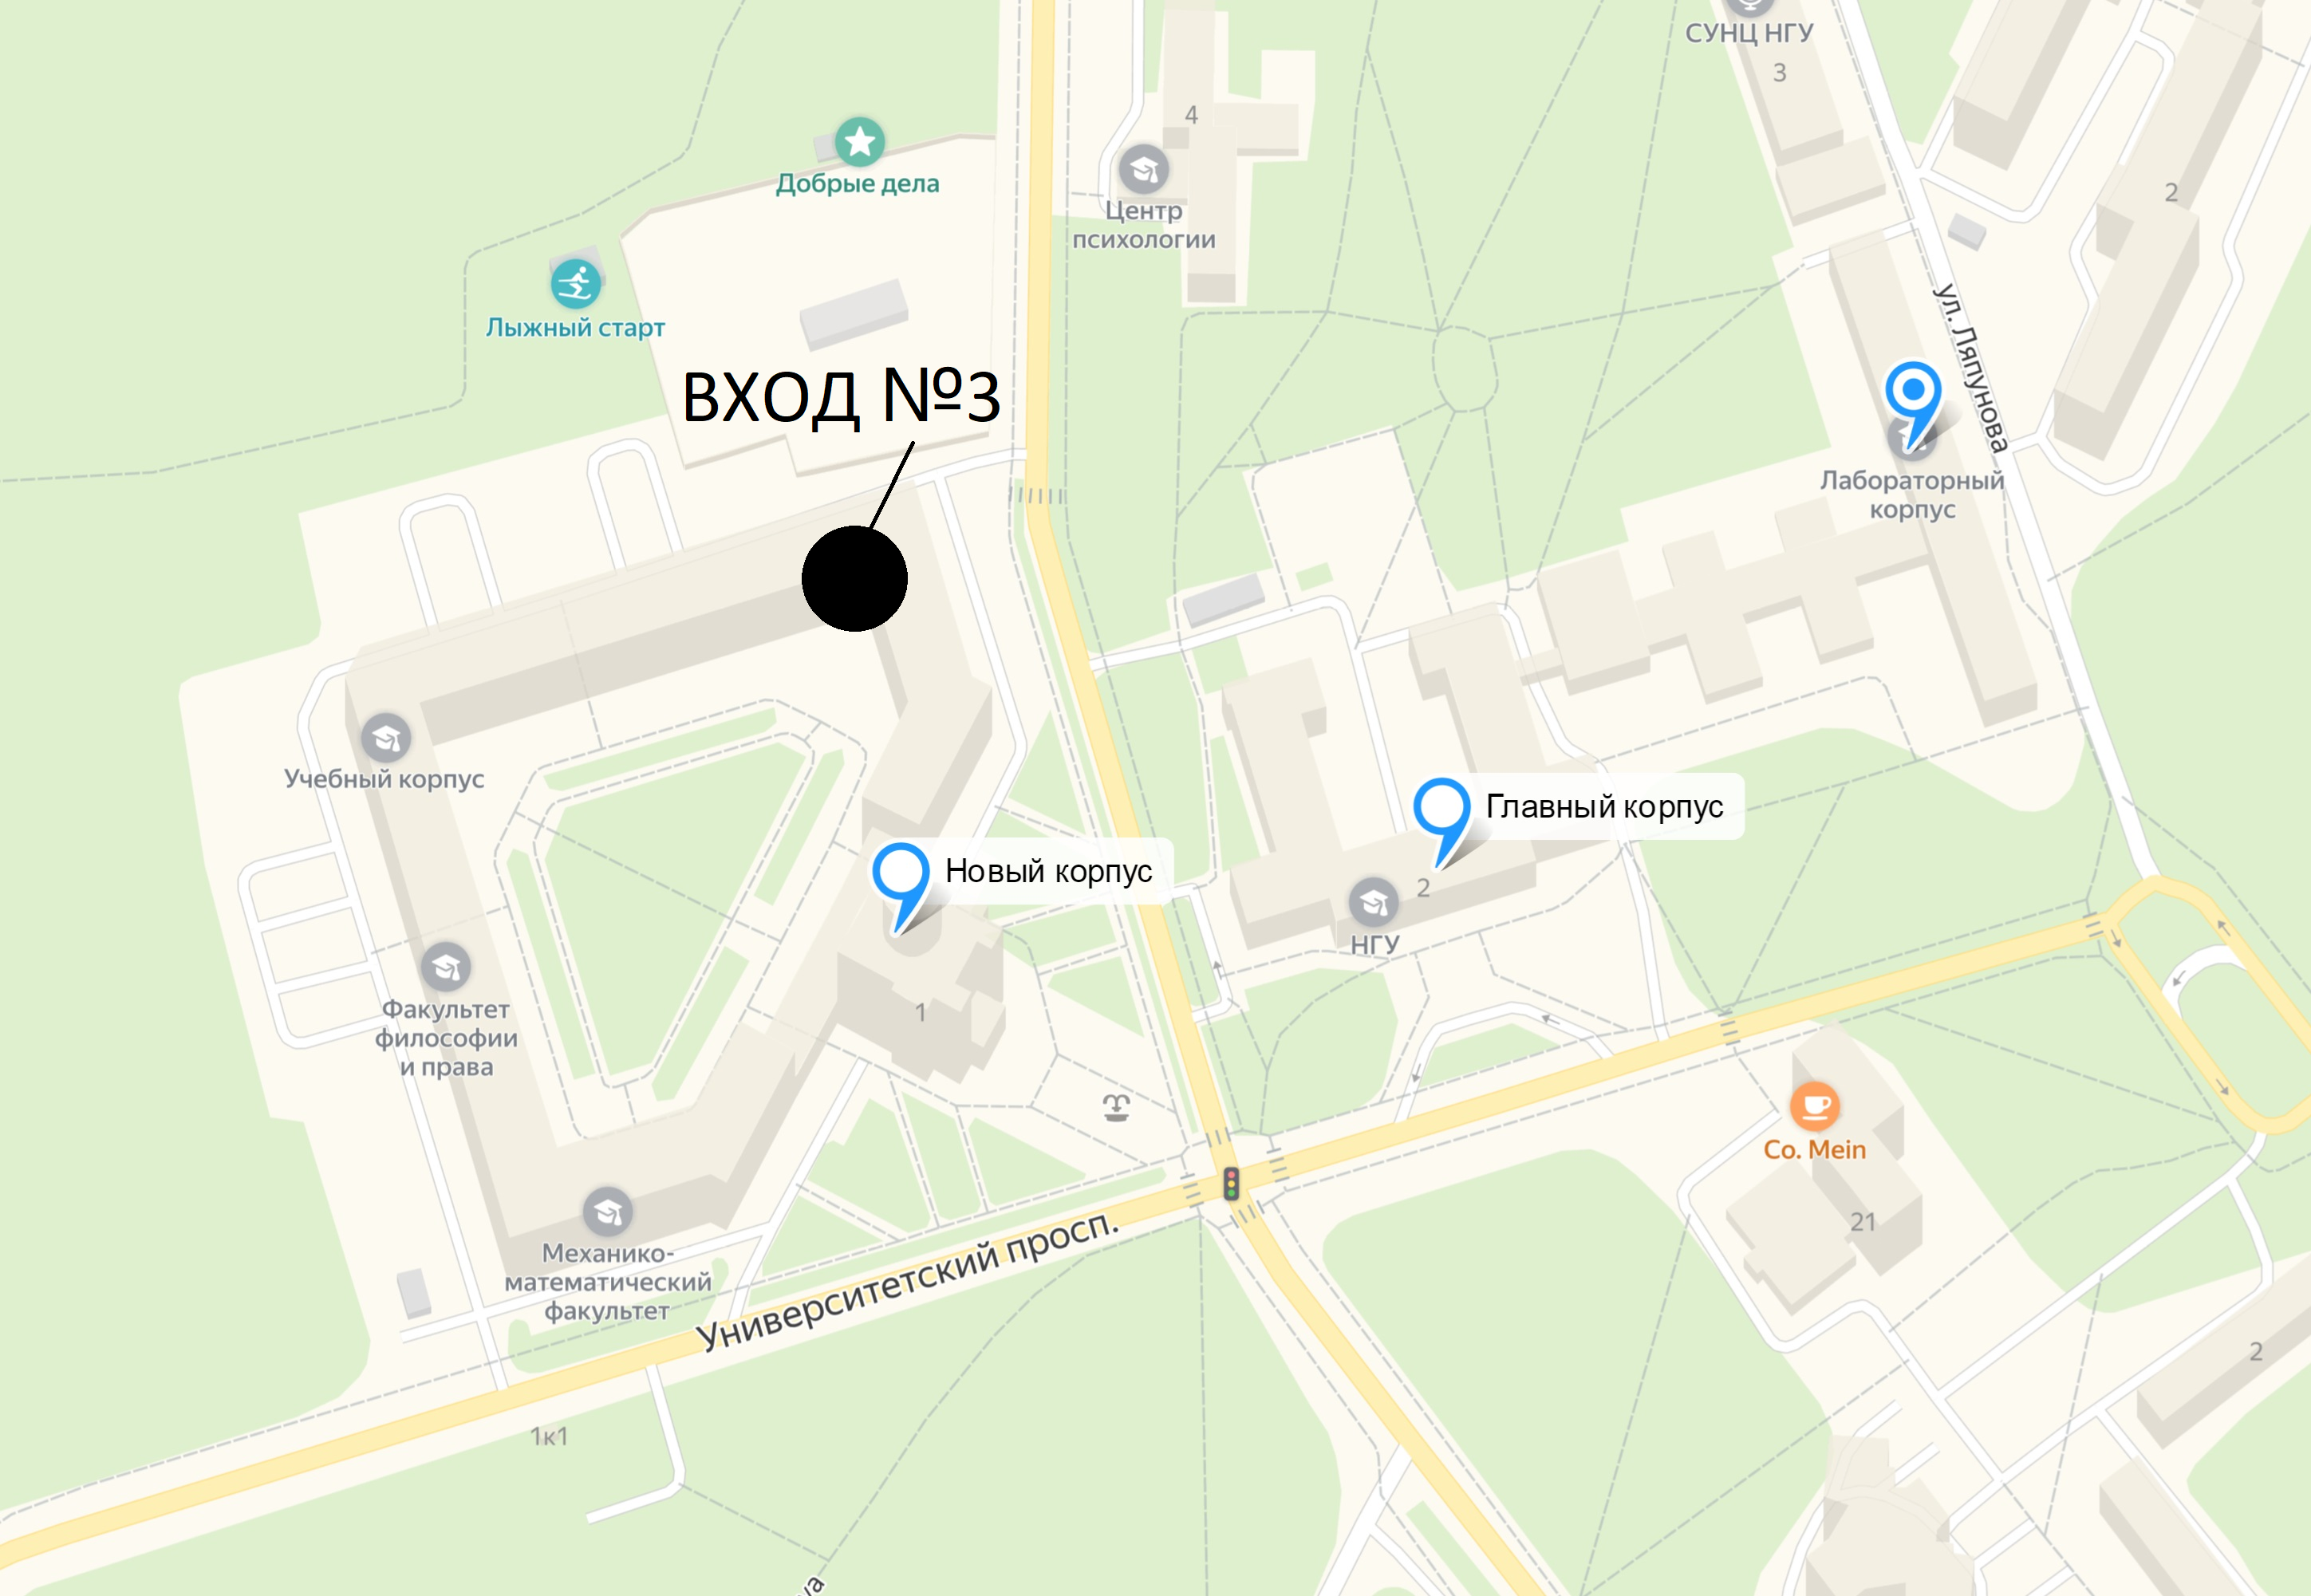 СУНЦ НГУ
3
4
Добрые дела
Центр
психологии
2
Лыжный старт
ул. Ляпунова
ВХОД №3
Лабораторный
корпус
Учебный корпус
Главный корпус
Новый корпус
2
НГУ
Факультет
философии
и права
1
Co. Mein
21
Механико-
математический
факультет
Университетский просп.
2
1к1